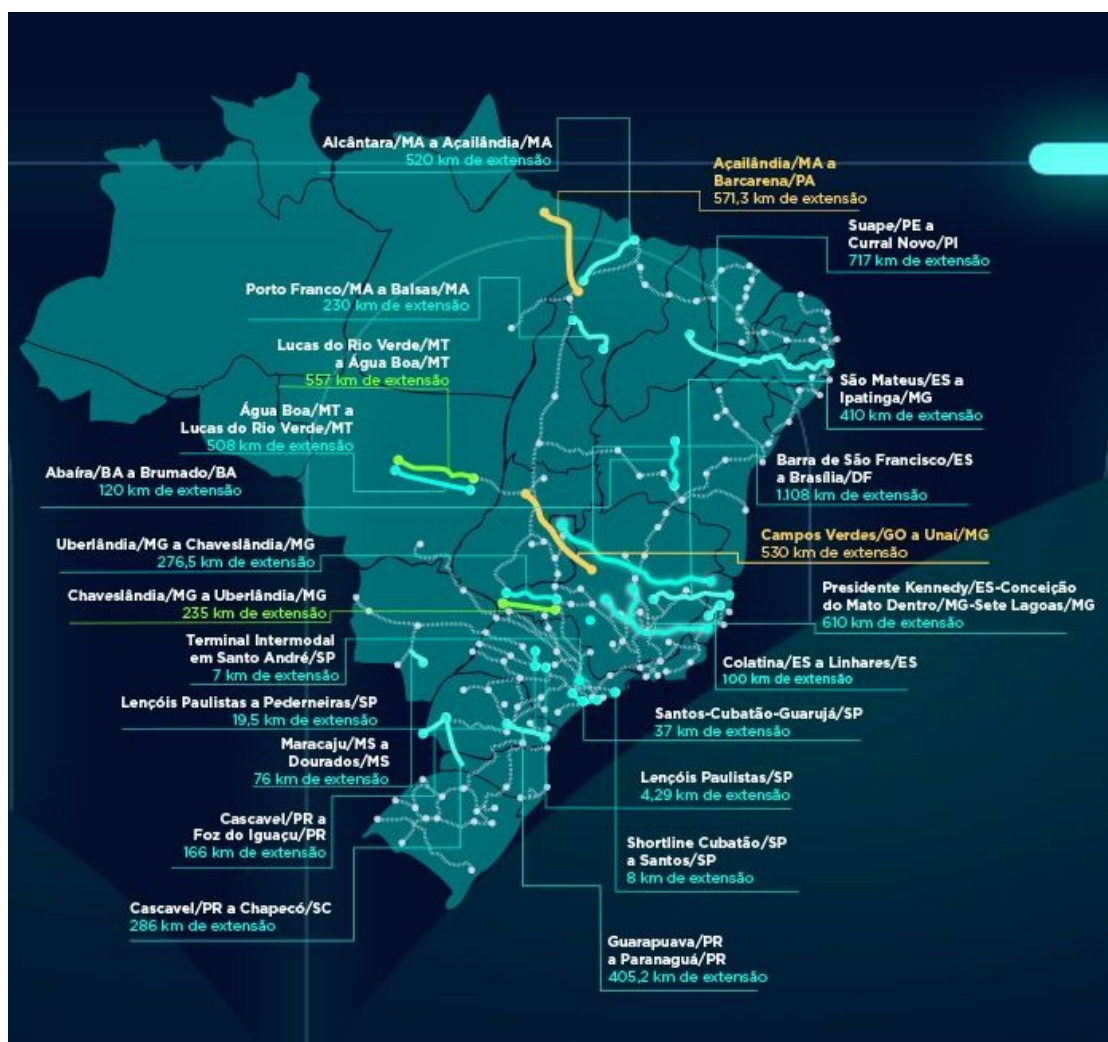 Alcântara/MA a Açailândia/MA
520 km de extensão
Açailândia/MA a
Barcarena/PA
571,3 km de extensão
Suape/PE a
Curral Novo/PI
717 km de extensão
Porto Franco/MA a Balsas/MA
230 km de extensão
Lucas do Rio Verde/MT
a Água Boa/MT
557 km de extensão
São Mateus/ES a
Ipatinga/MG
410 km de extensão
Água Boa/MT a
Lucas do Rio Verde/MT
508 km de extensão
Barra de São Francisco/ES
a Brasília/DF
1.108 km de extensão
Abaíra/BA a Brumado/BA
120 km de extensão
Campos Verdes/GO a Unaí/MG
530 km de extensão
Uberlândia/MG a Chaveslândia/MG
276,5 km de extensão
Chaveslândia/MG a Uberlândia/MG
235 km de extensão
Presidente Kennedy/ES-Conceição
do Mato Dentro/MG-Sete Lagoas/MG
610 km de extensão
Terminal Intermodal
em Santo André/SP
7 km de extensão
Colatina/ES a Linhares/ES
100 km de extensão
Lençóis Paulistas a Pederneiras/SP
19,5 km de extensão
Santos-Cubatão-Guarujá/SP
37 km de extensão
Maracaju/MS a
Dourados/MS
76 km de extensão
Lençóis Paulistas/SP
4,29 km de extensão
Cascavel/PR a
Foz do Iguaçu/PR
166 km de extensão
Shortline Cubatão/SP
a Santos/SP
8 km de extensão
Cascavel/PR a Chapecó/SC
286 km de extensão
Guarapuava/PR
a Paranaguá/PR
405,2 km de extensão